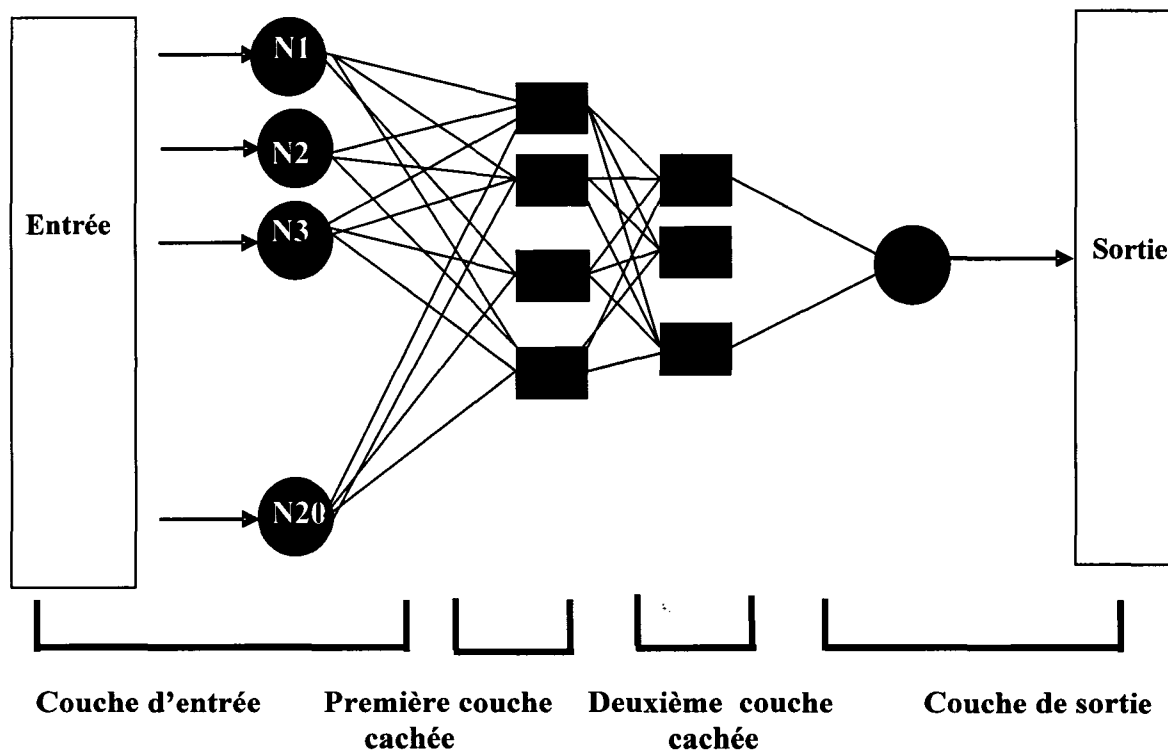 N1
N2
N3
Entrée
Sortie
N20
Couche d'entrée
Première couche
cachée
Deuxième couche
cachée
Couche de sortie